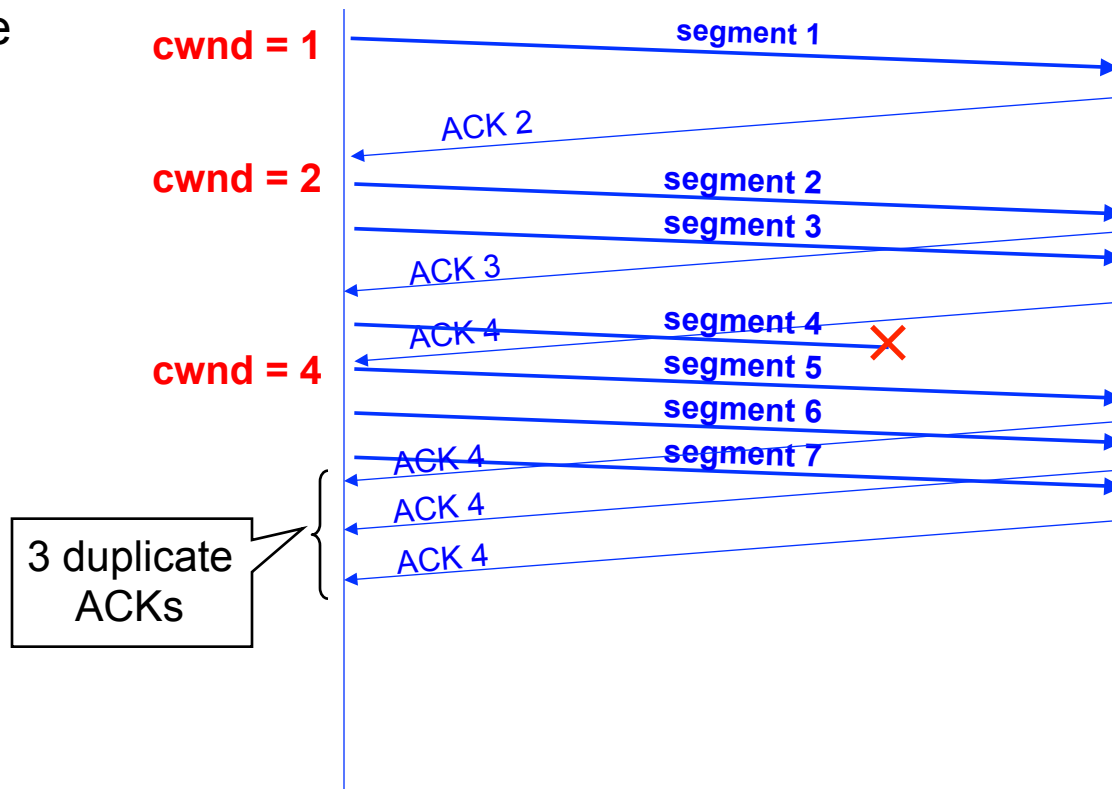 e
cwnd = 1
segment 1
ACK 2
cwnd = 2
segment 2
segment 3
ACK 3
segment 4
ACK 4
cwnd = 4
segment 5
segment 6
segment 7
ACK 4
ACK 4
ACK 4
3 duplicate
ACKs